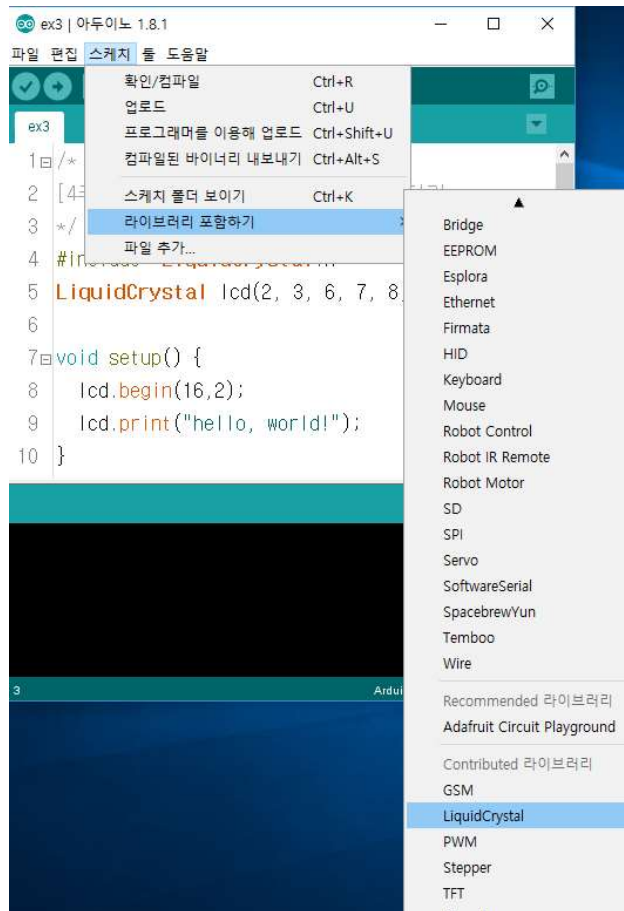 ex3 | 아두이노 1.8.1
파일 편집 스케치 툴 도움말
확인/컴파일 Ctrl+R
업로드 Ctrl+U
프로그래머를 이용해 업로드 Ctrl+Shift+U
컴파일된 바이너리 내보내기 Ctrl+Alt+S
스케치 폴더 보이기 Ctrl+K
라이브러리 포함하기
파일 추가...
ex3
1 /*
2 [4
3 */
4
5 LiquidCrystal lcd(2, 3, 6, 7, 8,
6
7 void setup() {
8 lcd.begin(16,2);
9 lcd.print("hello, world!");
10 }
3
Bridge
EEPROM
Esplora
Ethernet
Firmata
HID
Keyboard
Mouse
Robot Control
Robot IR Remote
Robot Motor
SD
SPI
Servo
SoftwareSerial
SpacebrewYun
Temboo
Wire
Recommended 라이브러리
Adafruit Circuit Playground
Contributed 라이브러리
GSM
LiquidCrystal
PWM
Stepper
TFT